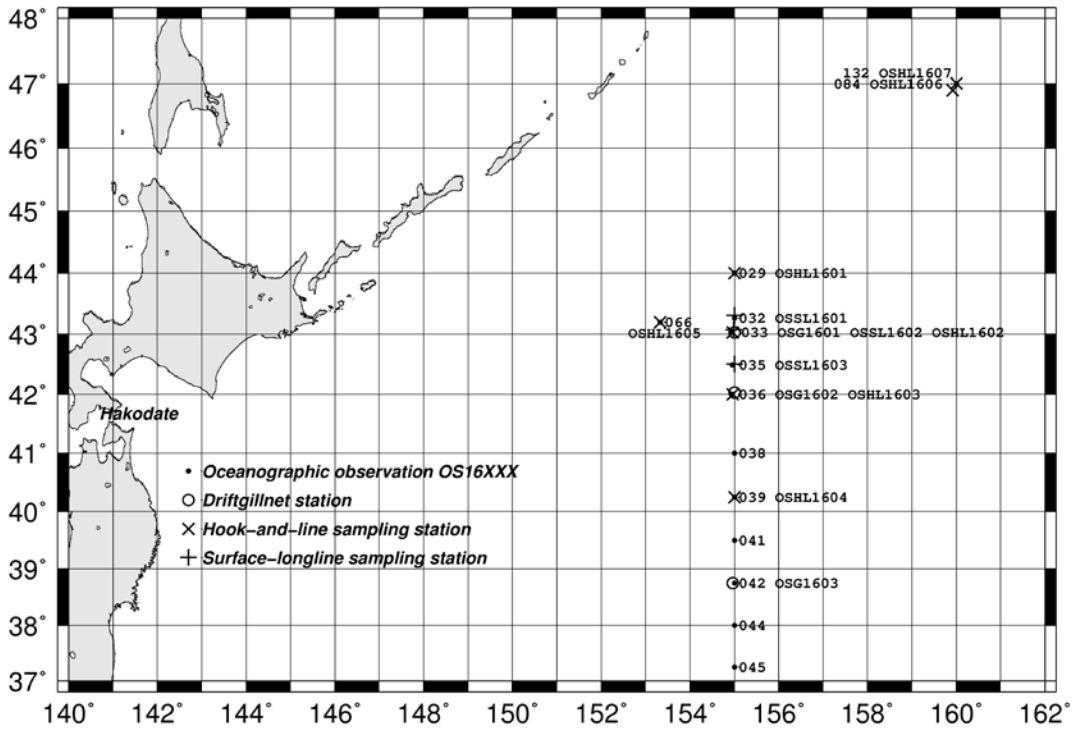 48°
47°
46°
45°
44°
43°
42°
41°
40°
39°
38°
37°
132 OSHL1607
084 OSHL1606
029 OSHL1601
032 OSSL1601
066
OSHL1605
033 OSG1601 OSSL1602 OSHL1602
035 OSSL1603
036 OSG1602 OSHL1603
Hakodate
038
Oceanographic observation OS16XXX
039 OSHL1604
Driftgillnet station
Hook-and-line sampling station
041
Surface-longline sampling station
042 OSG1603
044
045
140° 142° 144° 146° 148° 150° 152° 154° 156° 158° 160° 162°